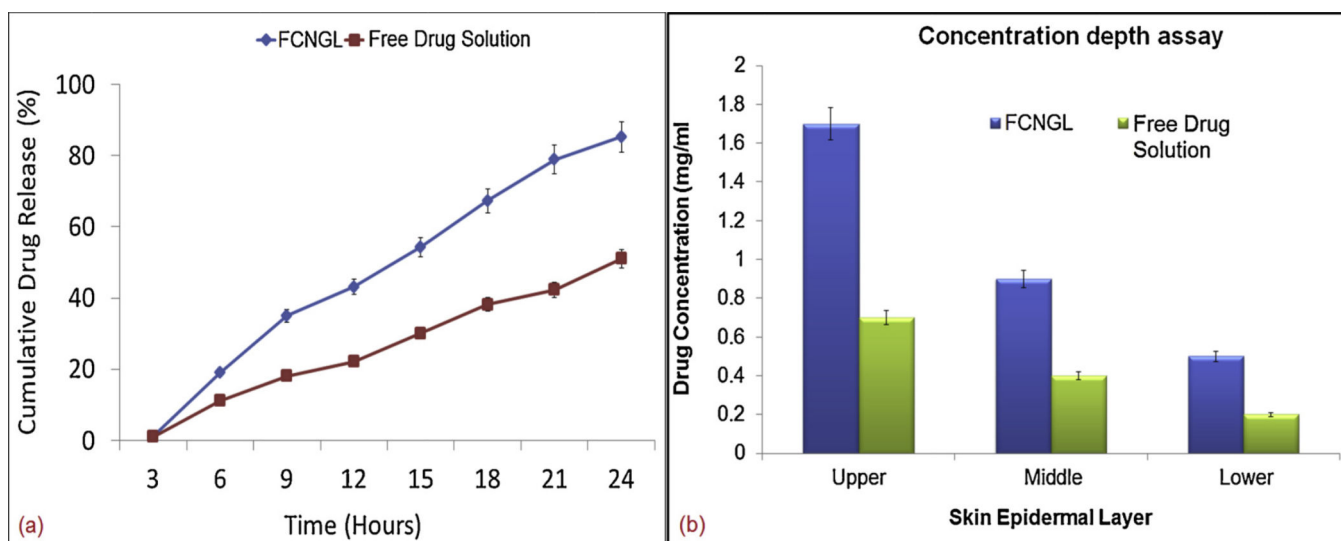 FCNGL Free Drug Solution
Cumulative Drug Release (%)
100
80
60
40
20
0
3 6 9 12 15 18 21 24
Time (Hours)
(a)
Concentration depth assay
FCNGL Free Drug
Solution
Drug Concentration (mg/ml)
2
1.8
1.6
1.4
1.2
1
0.8
0.6
0.4
0.2
0
Upper Middle Lower
Skin Epidermal Layer
(b)